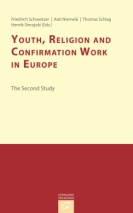 Friedrich Schweitzer | Kati Niemelä | Thomas Schlag
Henrik Simojoki (Eds.)
Youth, Religion and
Confirmation Work
in Europe
The Second Study